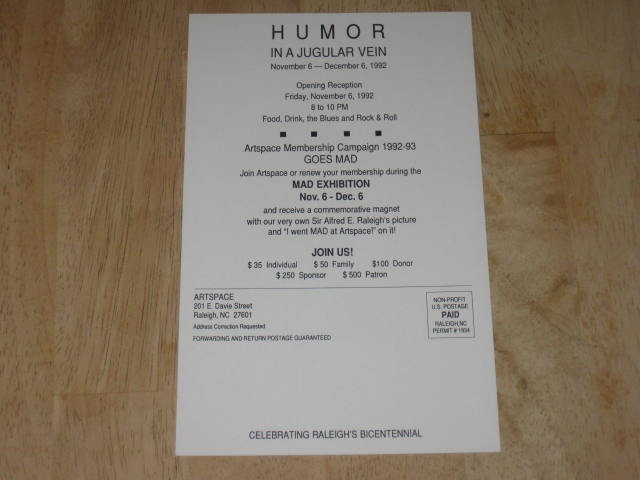 HUMOR
IN A JUGULAR VEIN
November 6 — December 6, 1992
Opening Reception
Friday, November 6, 1992
8 to 10 PM
Food, Drink, the Blues and Rock & Roll
Artspace Membership Campaign 1992-93
GOES MAD
Join Artspace or renew your membership during the
MAD EXHIBITION
Nov. 6 - Dec. 6
and receive a commemorative magnet
with our very own Sir Alfred E. Raleigh's picture
and "I went MAD at Artspace!" on it!
JOIN US!
$ 35 Individual $ 50 Family $100 Donor
$ 250 Sponsor $ 500 Patron
ARTSPACE
201 E. Davie Street
Raleigh, NC 27601
Address Correction Requested
FORWARDING AND RETURN POSTAGE GUARANTEED
NON-PROFIT
U.S. POSTAGE
PAID
RALEIGH,NC
PERMIT # 1934
CELEBRATING RALEIGH'S BICENTENNIAL